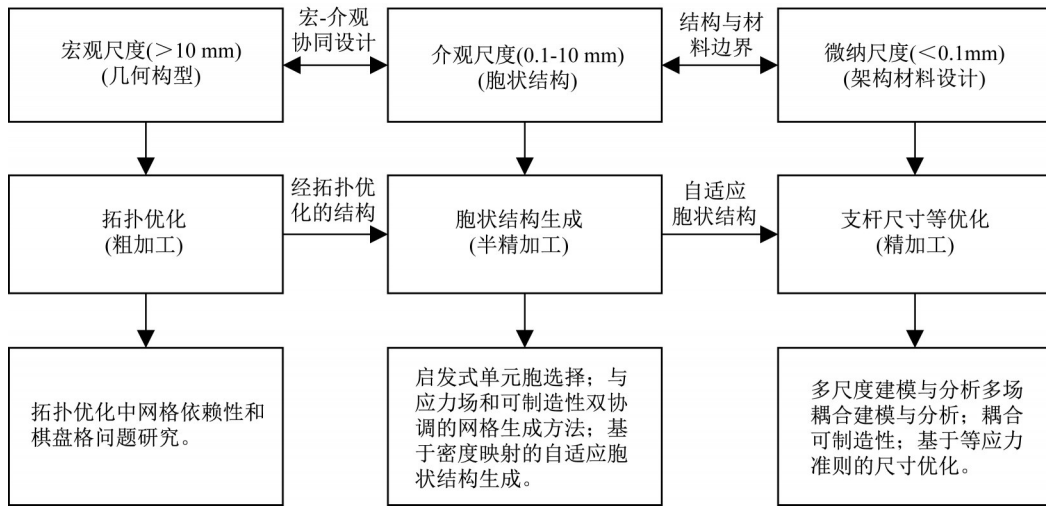 宏观尺度(＞10 mm)
(几何构型)
宏-介观
协同设计
介观尺度(0.1-10 mm)
(胞状结构)
结构与材
料边界
微纳尺度(＜0.1mm)
(架构材料设计)
拓扑优化
(粗加工)
经拓扑优
化的结构
胞状结构生成
(半精加工)
自适应
胞状结构
支杆尺寸等优化
(精加工)
拓扑优化中网格依赖性和
棋盘格问题研究。
启发式单元胞选择；与
应力场和可制造性双协
调的网格生成方法；基
于密度映射的自适应胞
状结构生成。
多尺度建模与分析多场
耦合建模与分析；耦合
可制造性；基于等应力
准则的尺寸优化。